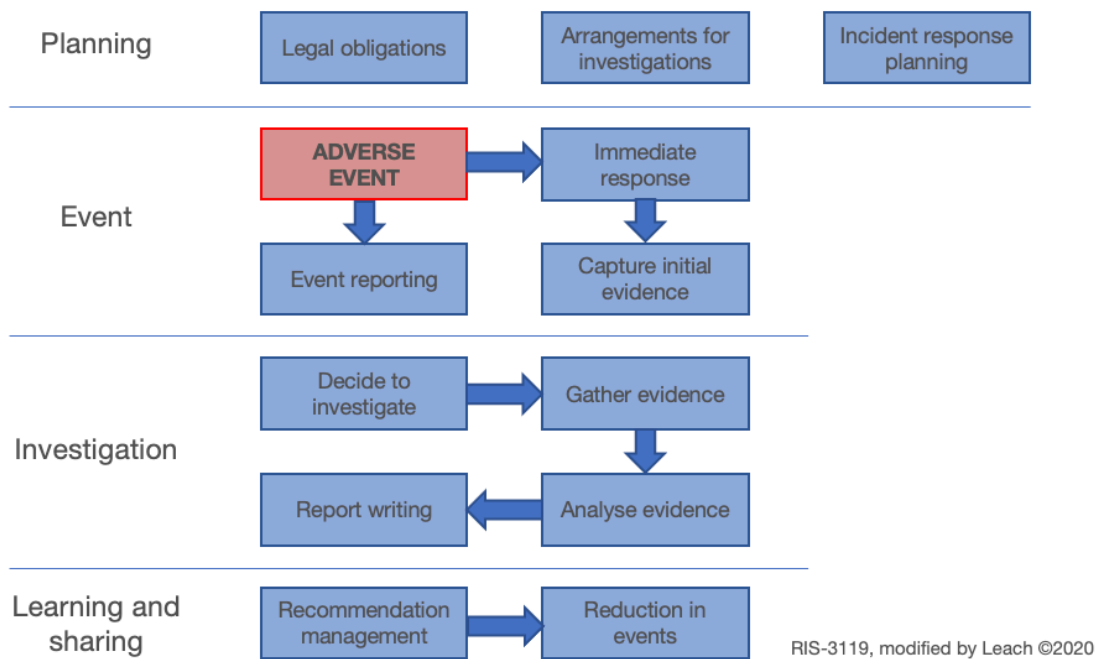 Planning
Legal obligations
Arrangements for
investigations
Incident response
planning
Event
ADVERSE
EVENT
Immediate
response
Event reporting
Capture initial
evidence
Investigation
Decide to
investigate
Gather evidence
Report writing
Analyse evidence
Learning and
sharing
Recommendation
management
Reduction in
events
RIS-3119, modified by Leach ©2020